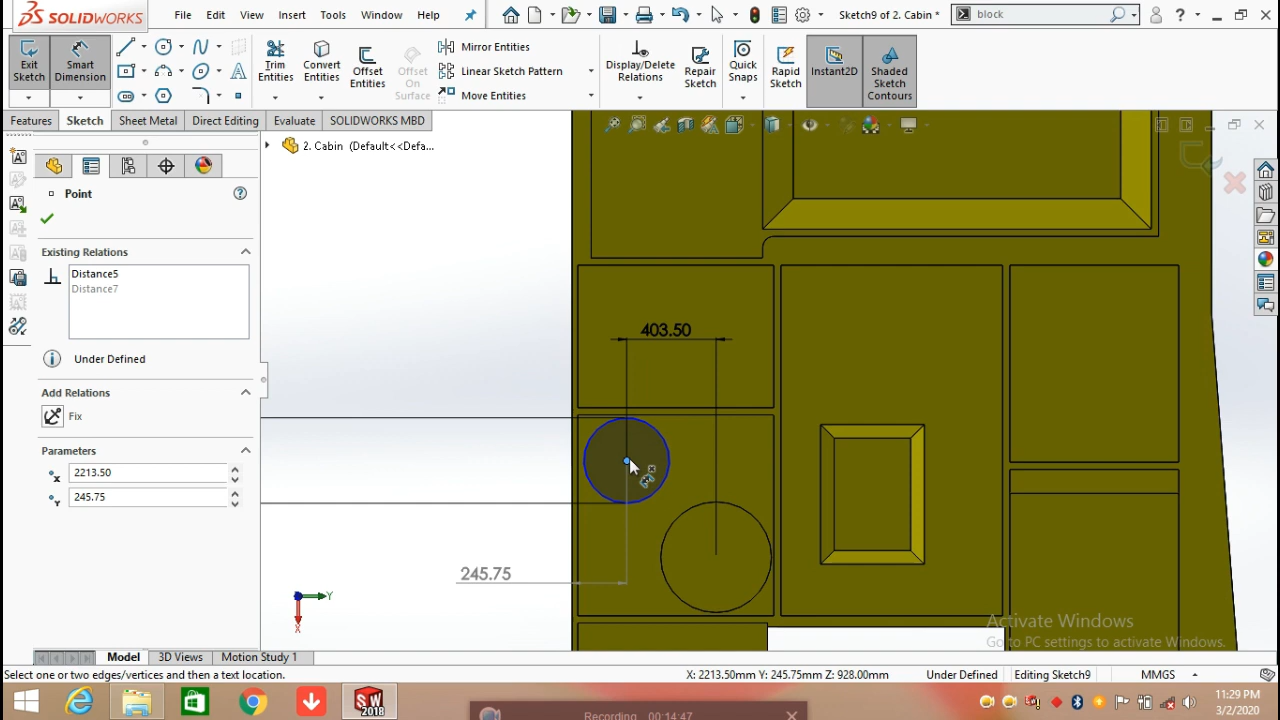 SOLIDWORKS
File Edit View Insert Tools Window Help
Sketch9 of 2. Cabin *
block
Exit Sketch
Smart Dimension
Trim Entities
Convert Entities
Offset Entities
Offset On Surface
Mirror Entities
Linear Sketch Pattern
Move Entities
Display/Delete Relations
Repair Sketch
Quick Snaps
Rapid Sketch
Instant2D
Shaded Sketch Contours
Features Sketch Sheet Metal Direct Editing Evaluate SOLIDWORKS MBD
2. Cabin (Default<<Defa...
Point
Existing Relations
Distance5
Distance7
Under Defined
Add Relations
Fix
Parameters
2213.50
245.75
403.50
245.75
Y
X
Activate Windows
Go to PC settings to activate Windows.
Model 3D Views Motion Study 1
Select one or two edges/vertices and then a text location.
X: 2213.50mm Y: 245.75mm Z: 928.00mm
Under Defined
Editing Sketch9
MMGS
SW
2018
Recording 00:14:47
11:29 PM
3/2/2020